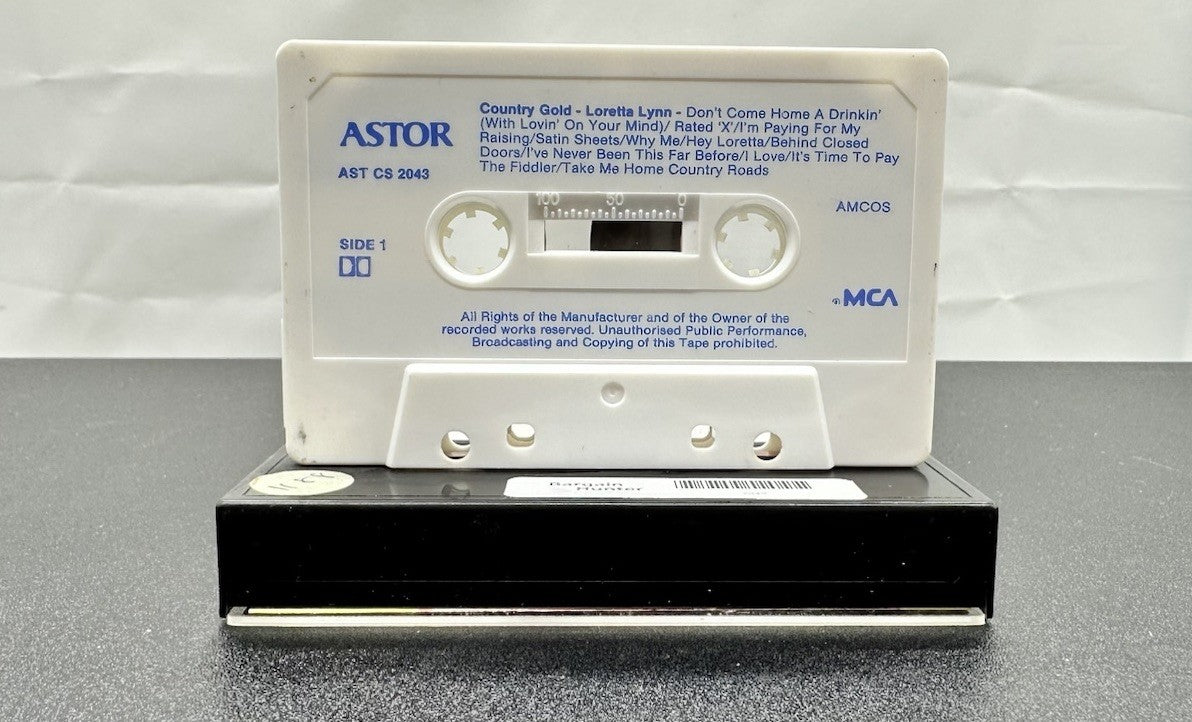 Country Gold - Loretta Lynn - Don't Come Home A Drinkin'
(With Lovin' On Your Mind)/ Rated 'X'/I'm Paying For My
Raising/Satin Sheets/Why Me/Hey Loretta/Behind Closed
Doors/I've Never Been This Far Before/I Love/It's Time To Pay
The Fiddler/Take Me Home Country Roads
ASTOR
AST CS 2043
AMCOS
100 50 0
SIDE 1
MCA
All Rights of the Manufacturer and of the Owner of the
recorded works reserved. Unauthorised Public Performance,
Broadcasting and Copying of this Tape prohibited.
Bargain
Hunter